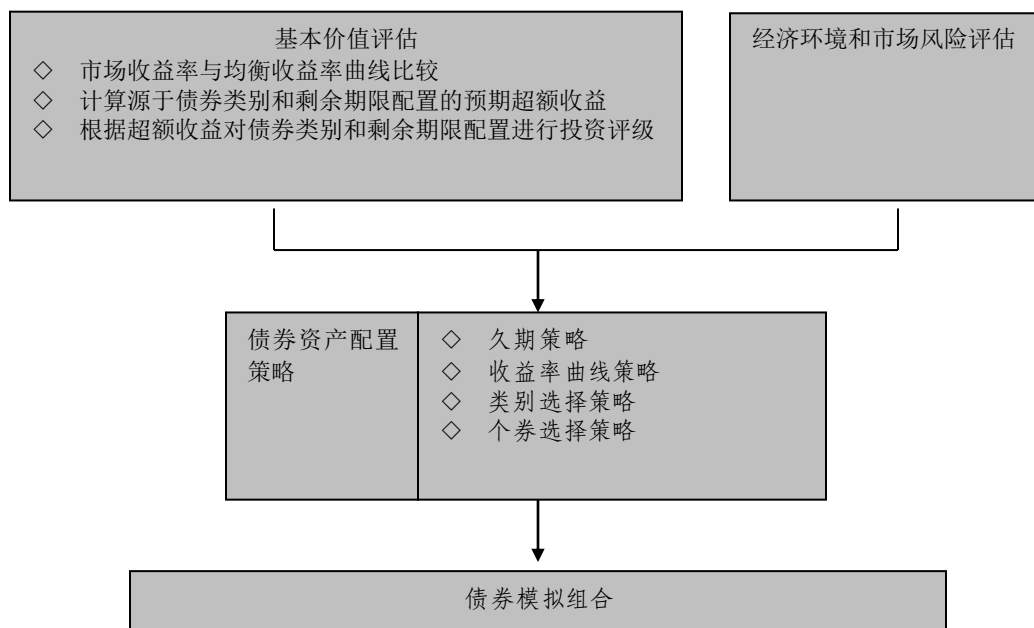 基本价值评估
◇ 市场收益率与均衡收益率曲线比较
◇ 计算源于债券类别和剩余期限配置的预期超额收益
◇ 根据超额收益对债券类别和剩余期限配置进行投资评级
经济环境和市场风险评估
债券资产配置
策略
◇ 久期策略
◇ 收益率曲线策略
◇ 类别选择策略
◇ 个券选择策略
债券模拟组合